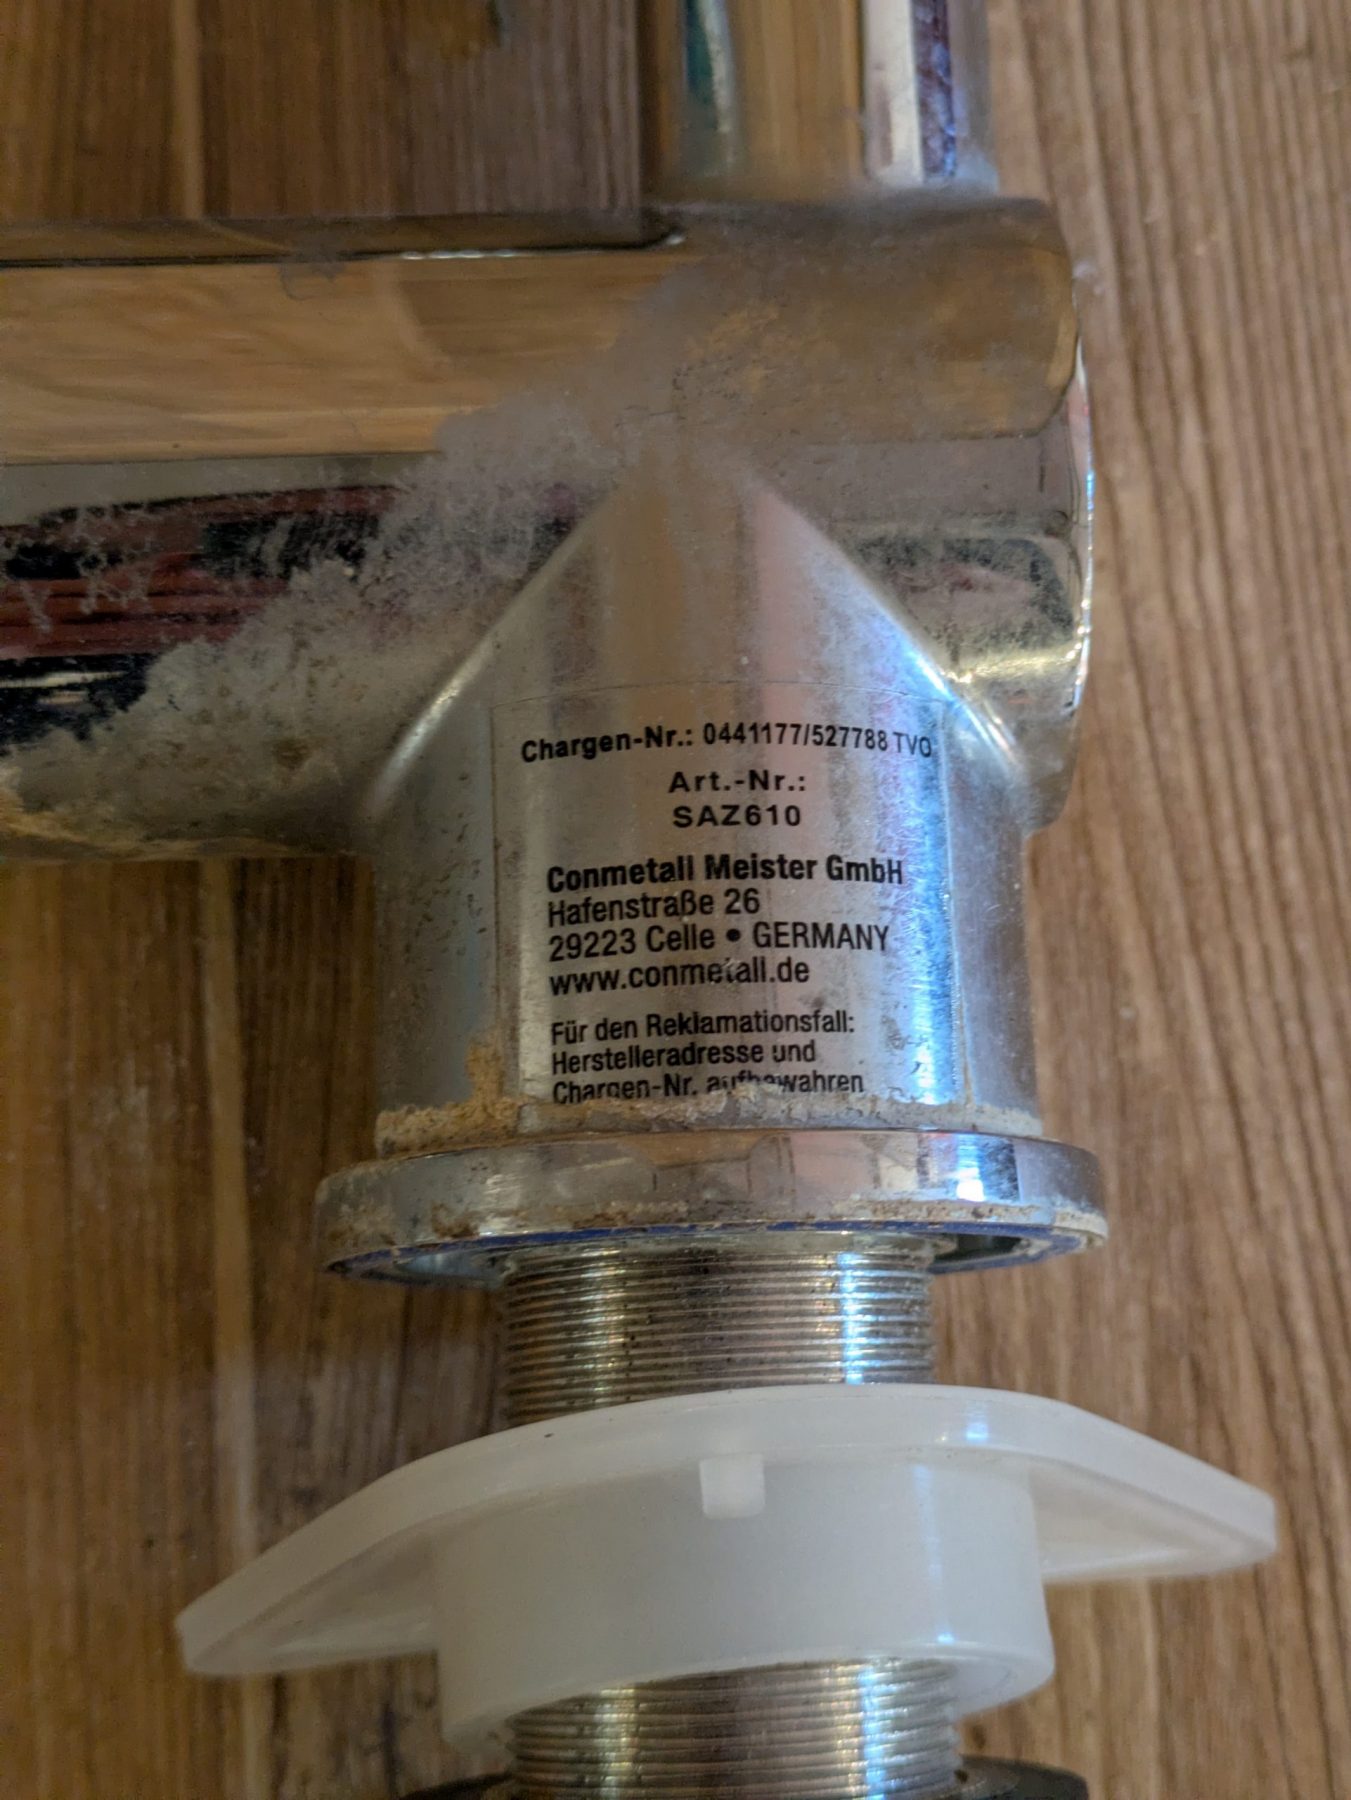 Chargen-Nr.: 0441177/527788 TVO
Art.-Nr.:
SAZ610
Conmetall Meister GmbH
Hafenstraße 26
29223 Celle • GERMANY
www.conmetall.de
Für den Reklamationsfall:
Herstelleradresse und
Chargen-Nr. aufbewahren